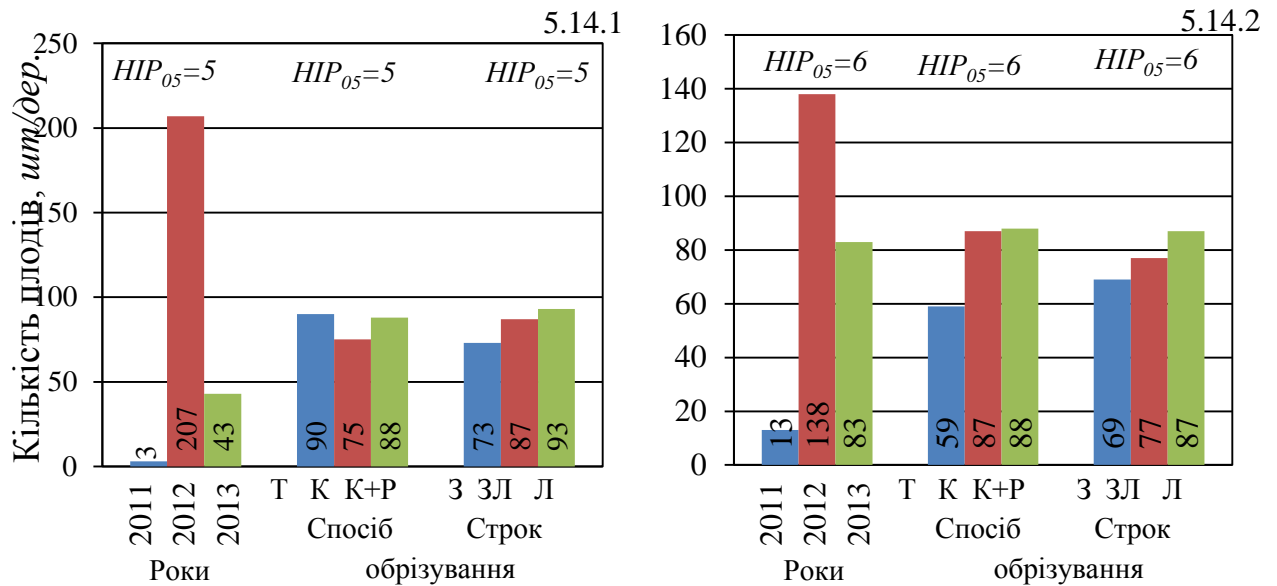 5.14.1
Кількість плодів, шт/дер.
250
200
150
100
50
0
НІР05=5 НІР05=5 НІР05=5
3 207 43 90 75 88 73 87 93
2011 2012 2013 Т К К+Р З ЗЛ Л
Спосіб Строк
Роки обрізування
5.14.2
160
140
120
100
80
60
40
20
0
НІР05=6 НІР05=6 НІР05=6
13 138 83 59 87 88 69 77 87
2011 2012 2013 Т К К+Р З ЗЛ Л
Спосіб Строк
Роки обрізування